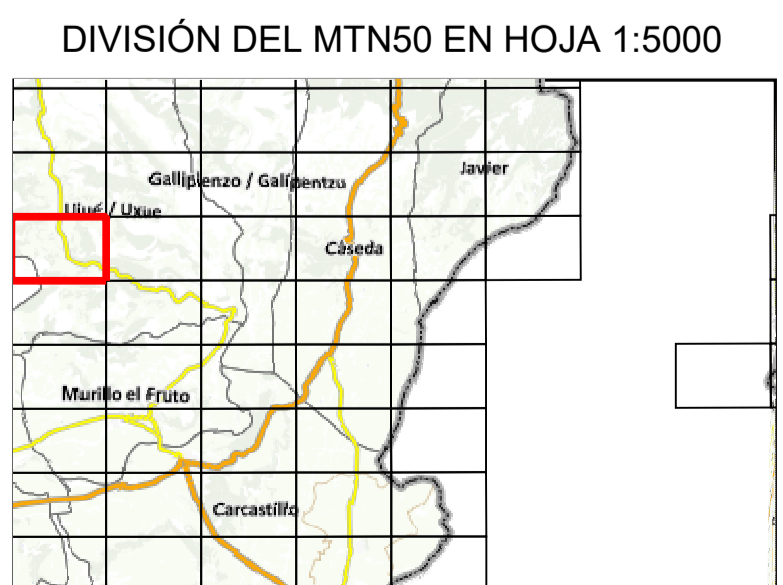 DIVISIÓN DEL MTN50 EN HOJA 1:5000
Javier
Gallipienzo / Galipentzu
Ujué / Uxue
Cáseda
Murillo el Fruto
Carcastillo